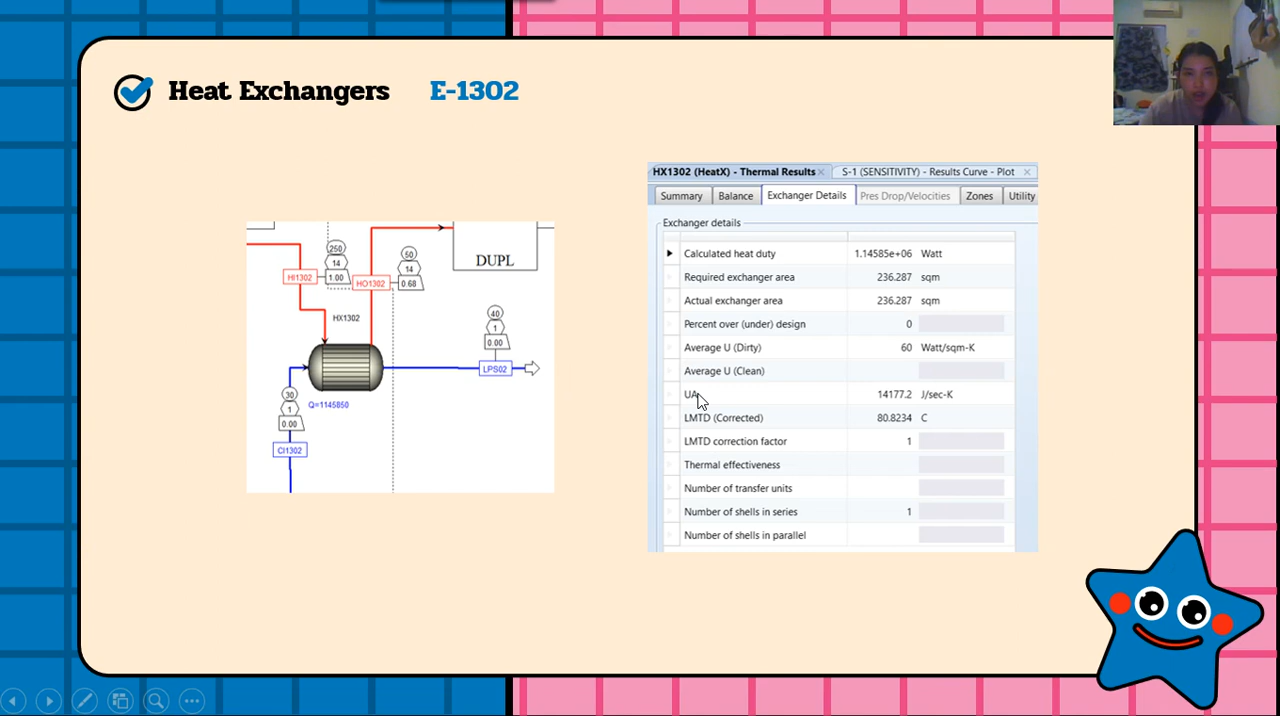 Heat Exchangers E-1302
250
14
1.00
HI1302
50
14
0.68
HO1302
DUPL
HX1302
40
1
0.00
LPS02
30
1
0.00
Q=1145850
CI1302
HX1302 (HeatX) - Thermal Results × S-1 (SENSITIVITY) - Results Curve - Plot ×
Summary Balance Exchanger Details Pres Drop/Velocities Zones Utility
Exchanger details
Calculated heat duty 1.14585e+06 Watt
Required exchanger area 236.287 sqm
Actual exchanger area 236.287 sqm
Percent over (under) design 0
Average U (Dirty) 60 Watt/sqm-K
Average U (Clean)
UA 14177.2 J/sec-K
LMTD (Corrected) 80.8234 C
LMTD correction factor 1
Thermal effectiveness
Number of transfer units
Number of shells in series 1
Number of shells in parallel